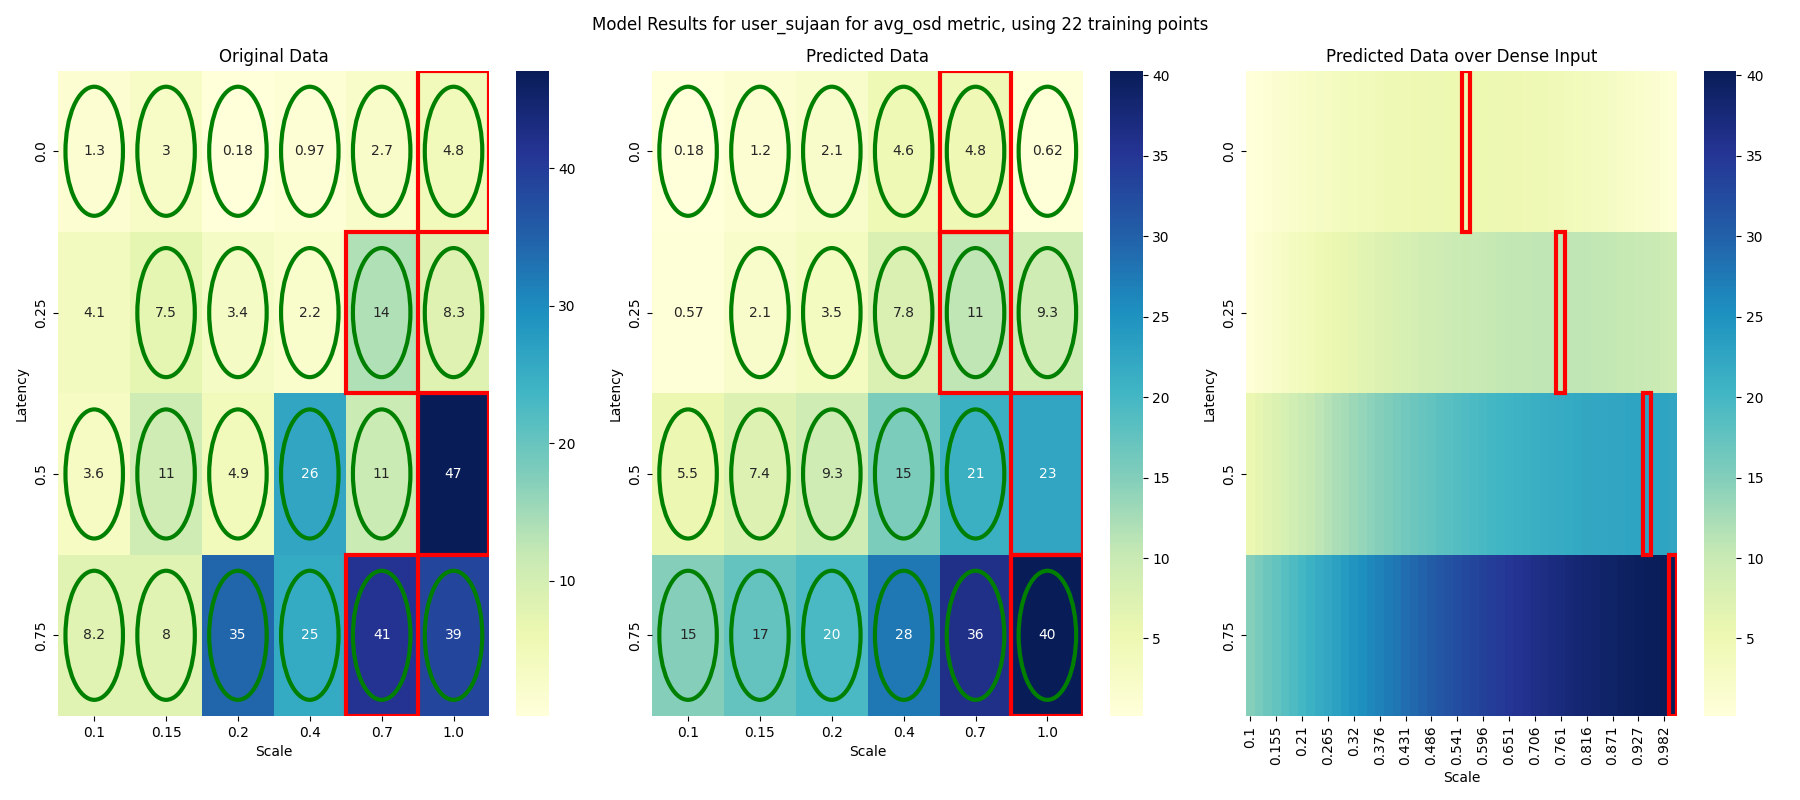 Model Results for user_sujaan for avg_osd metric, using 22 training points
Original Data
Latency
0.0 0.25 0.5 0.75
1.3 3 0.18 0.97 2.7 4.8
4.1 7.5 3.4 2.2 14 8.3
3.6 11 4.9 26 11 47
8.2 8 35 25 41 39
0.1 0.15 0.2 0.4 0.7 1.0
Scale
40
30
20
10
Predicted Data
Latency
0.0 0.25 0.5 0.75
0.18 1.2 2.1 4.6 4.8 0.62
0.57 2.1 3.5 7.8 11 9.3
5.5 7.4 9.3 15 21 23
15 17 20 28 36 40
0.1 0.15 0.2 0.4 0.7 1.0
Scale
40
35
30
25
20
15
10
5
Predicted Data over Dense Input
Latency
0.0 0.25 0.5 0.75
0.1 0.155 0.21 0.265 0.32 0.376 0.431 0.486 0.541 0.596 0.651 0.706 0.761 0.816 0.871 0.927 0.982
Scale
40
35
30
25
20
15
10
5